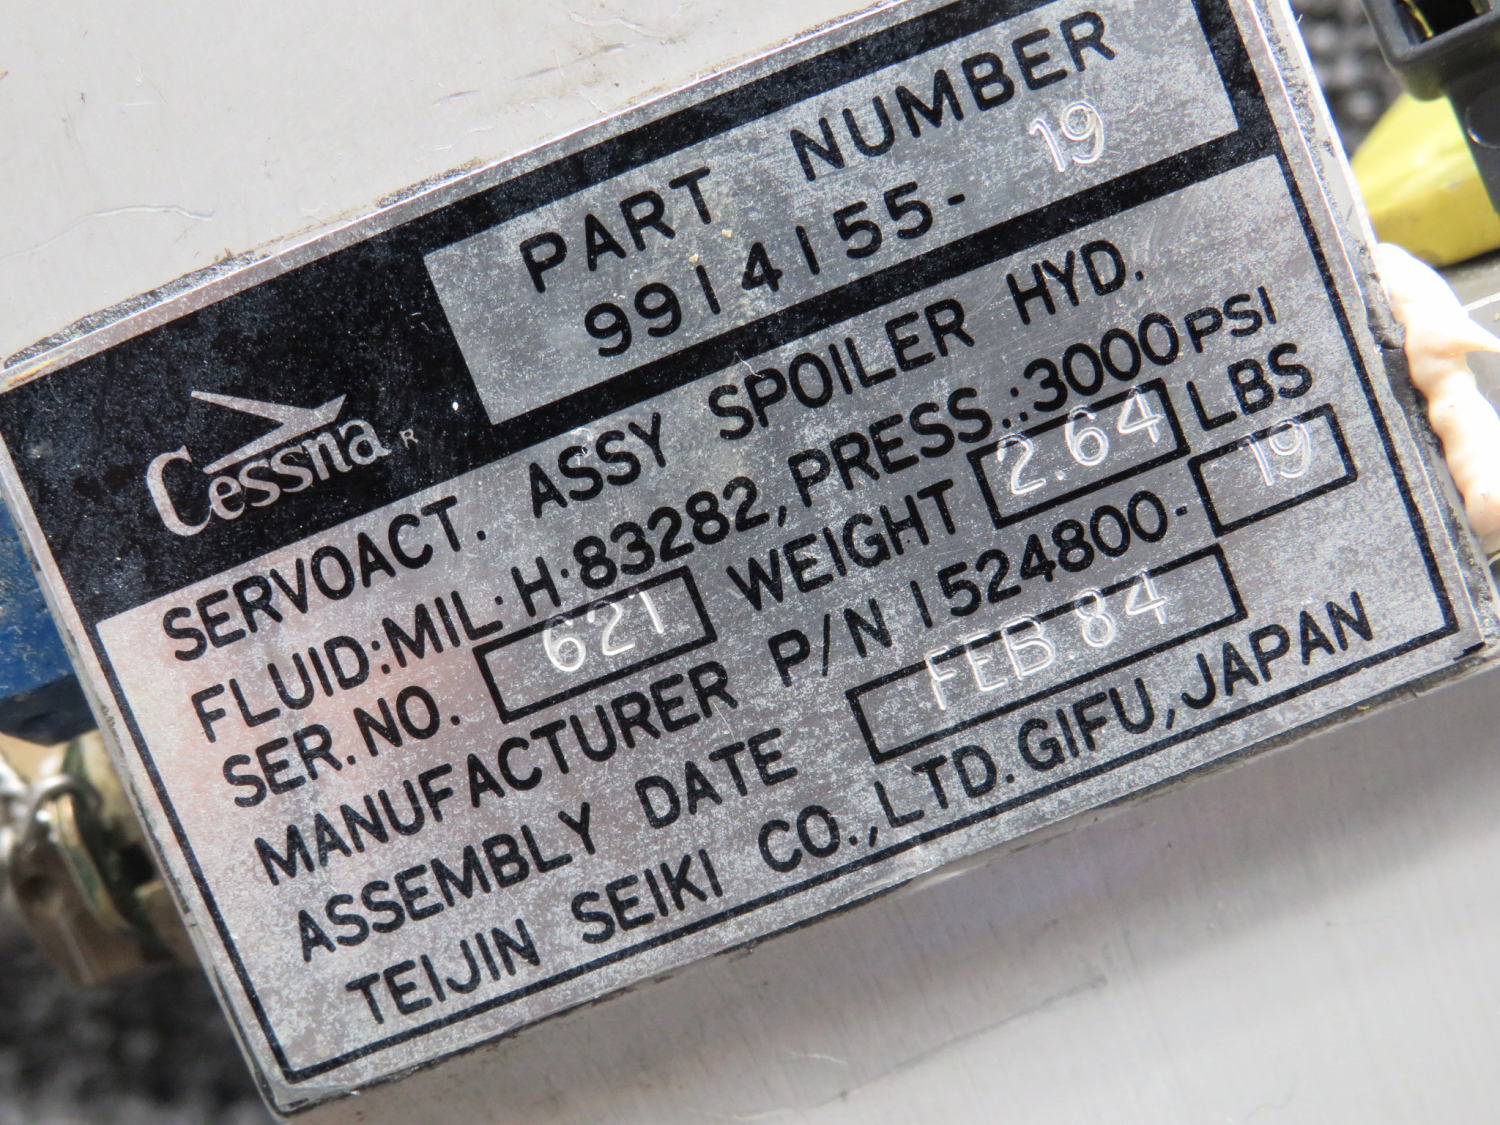 PART NUMBER
9914155-19
Cessna R
SERVOACT. ASSY SPOILER HYD.
FLUID:MIL·H·83282, PRESS.:3000PSI
SER.NO. 621 WEIGHT 2.64 LBS
MANUFACTURER P/N 1524800-19
ASSEMBLY DATE FEB.84
TEIJIN SEIKI CO.,LTD.GIFU,JAPAN